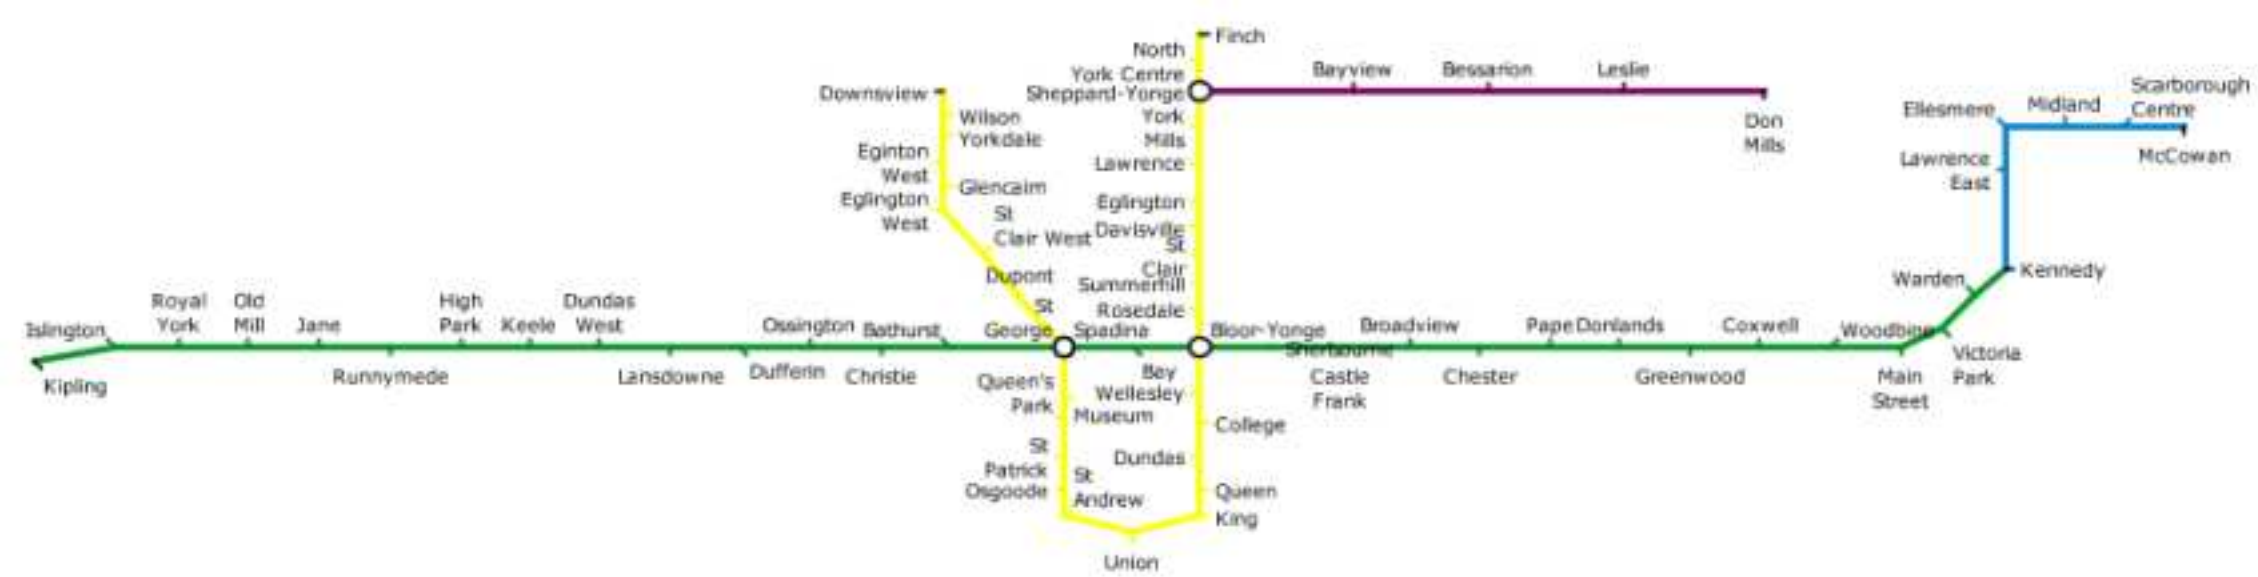 Finch
North
York Centre
Sheppard-Yonge
Bayview
Bessarion
Leslie
Don
Mills
Scarborough
Centre
Midland
Ellesmere
McCowan
Lawrence
East
Kennedy
Warden
Downsview
Wilson
Yorkdale
Eginton
West
Glencairn
Eglington
West
St
Clair West
Dupont
St
George
Spadina
York
Mills
Lawrence
Eglington
Davisville
St
Clair
Summerhill
Rosedale
Bloor-Yonge
Sherbourne
Broadview
Pape
Donlands
Coxwell
Woodbine
Victoria
Park
Islington
Royal
York
Old
Mill
Jane
High
Park
Keele
Dundas
West
Ossington
Bathurst
Kipling
Runnymede
Lansdowne
Dufferin
Christie
Queen's
Park
Museum
Bay
Wellesley
Castle
Frank
Chester
Greenwood
Main
Street
College
St
Patrick
Dundas
Osgoode
St
Andrew
Queen
King
Union